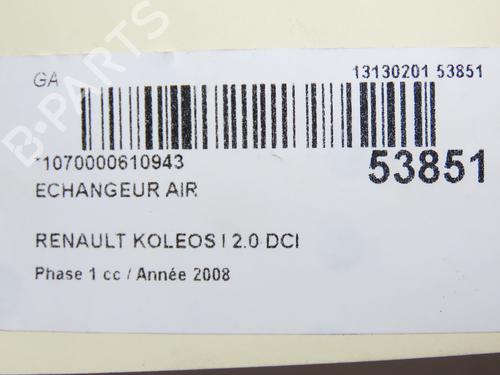 GA
13130201 53851
*1070000610943
53851
ECHANGEUR AIR
RENAULT KOLEOS I 2.0 DCI
Phase 1 cc / Année 2008
B-PARTS